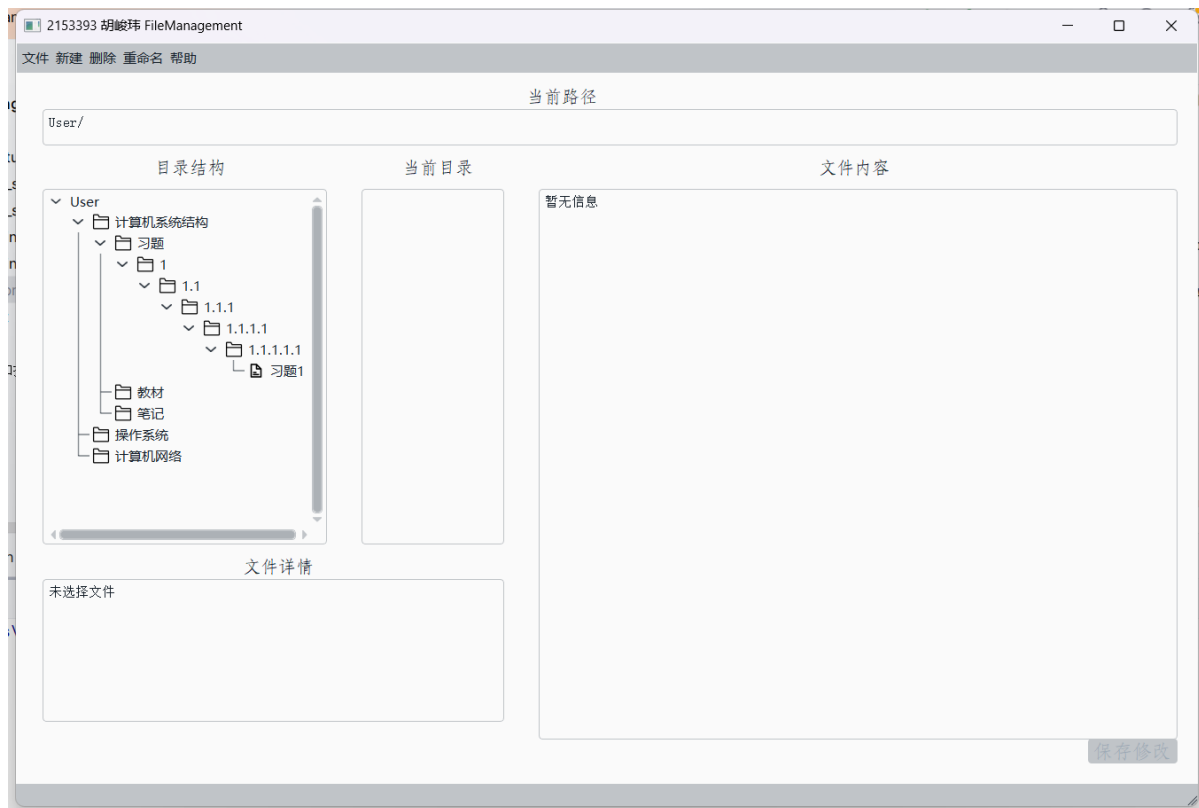 2153393 胡峻玮 FileManagement
文件 新建 删除 重命名 帮助
当前路径
User/
目录结构
当前目录
文件内容
User
计算机系统结构
习题
1
1.1
1.1.1
1.1.1.1
1.1.1.1.1
习题1
教材
笔记
操作系统
计算机网络
暂无信息
文件详情
未选择文件
保存修改